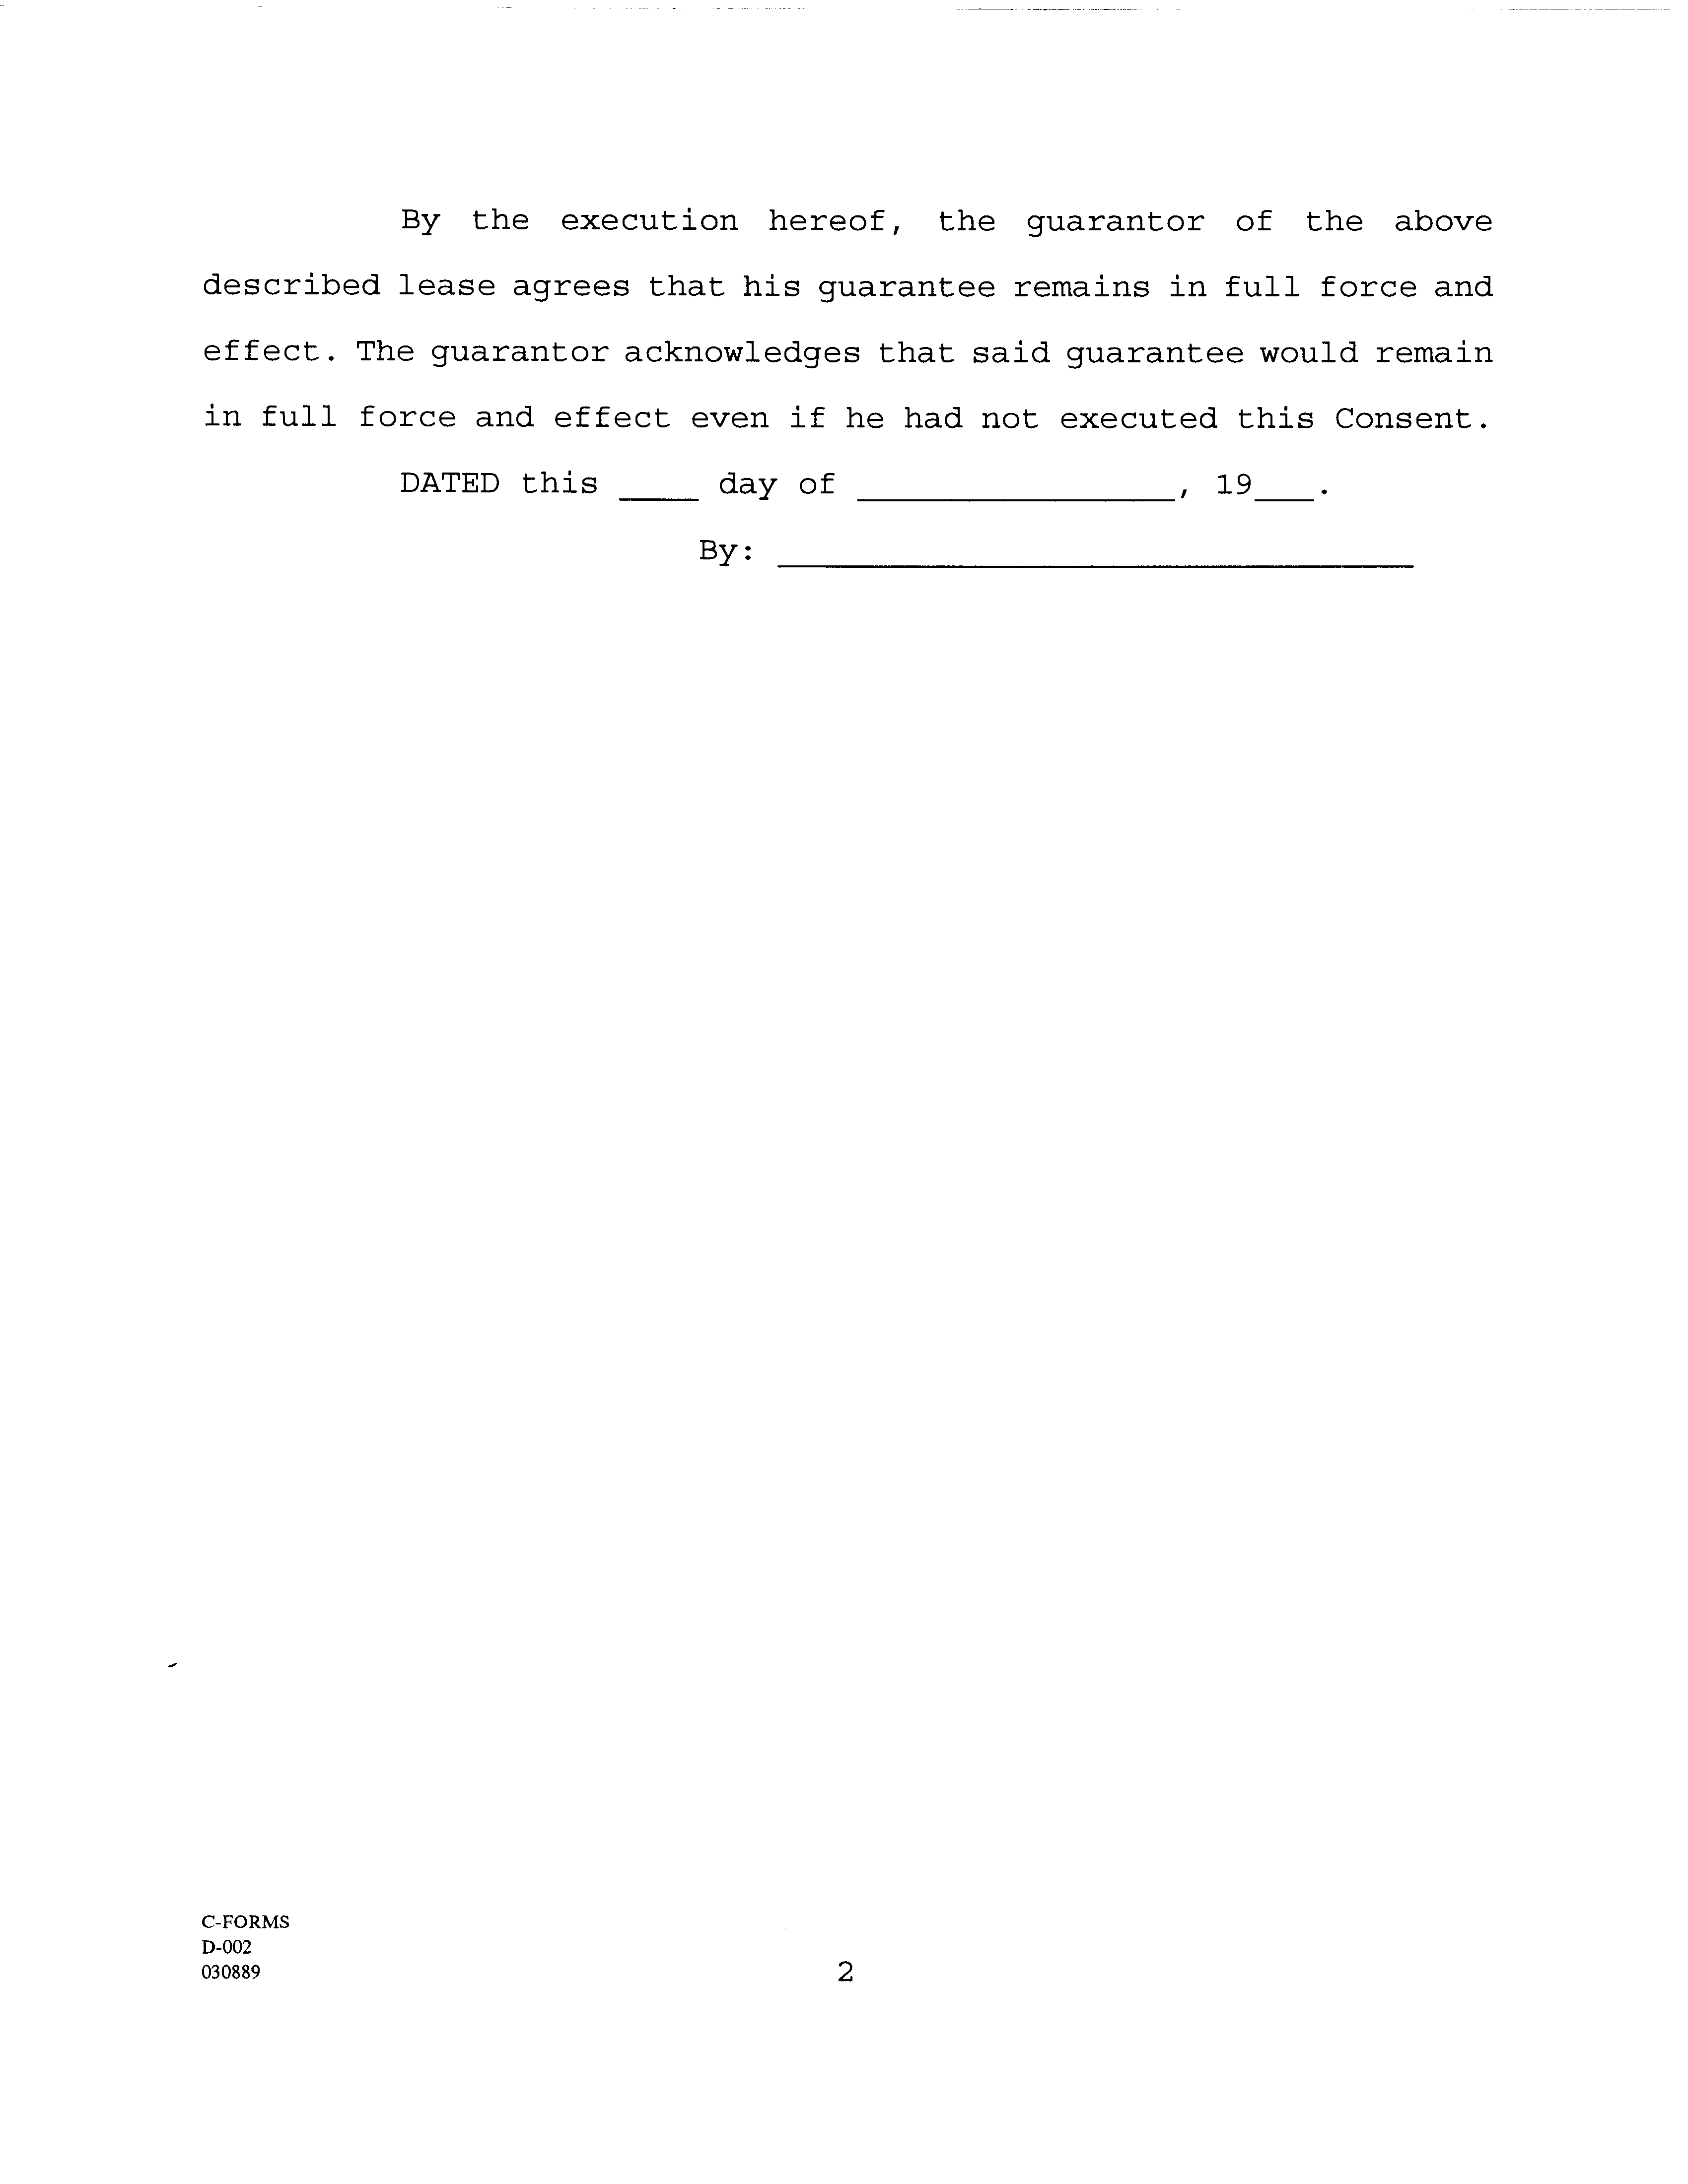 By the execution hereof, the guarantor of the above
described lease agrees that his guarantee remains in full force and
effect. The guarantor acknowledges that said guarantee would remain
in full force and effect even if he had not executed this Consent.
DATED this ____ day of ________________, 19___.
By: ________________________________
C-FORMS
D-002
030889
2